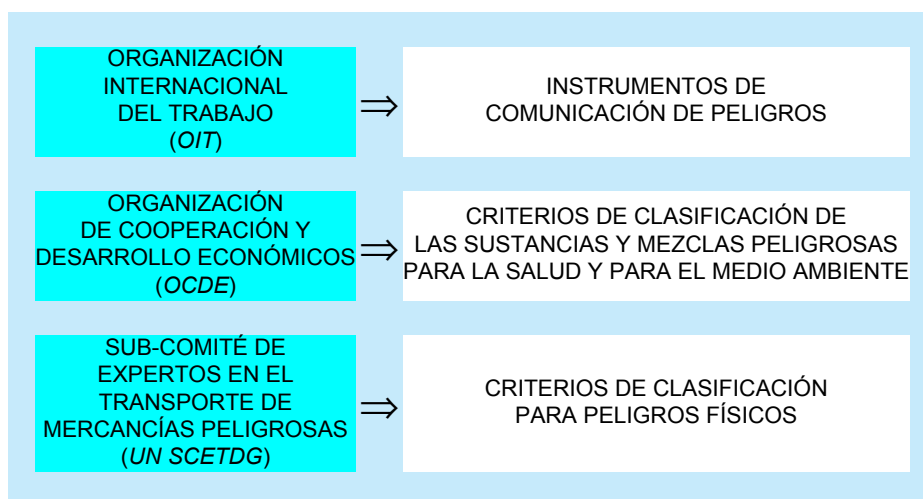 ORGANIZACIÓN
INTERNACIONAL
DEL TRABAJO
(OIT)
⇒
INSTRUMENTOS DE
COMUNICACIÓN DE PELIGROS
ORGANIZACIÓN
DE COOPERACIÓN Y
DESARROLLO ECONÓMICOS
(OCDE)
⇒
CRITERIOS DE CLASIFICACIÓN DE
LAS SUSTANCIAS Y MEZCLAS PELIGROSAS
PARA LA SALUD Y PARA EL MEDIO AMBIENTE
SUB-COMITÉ DE
EXPERTOS EN EL
TRANSPORTE DE
MERCANCÍAS PELIGROSAS
(UN SCETDG)
⇒
CRITERIOS DE CLASIFICACIÓN
PARA PELIGROS FÍSICOS